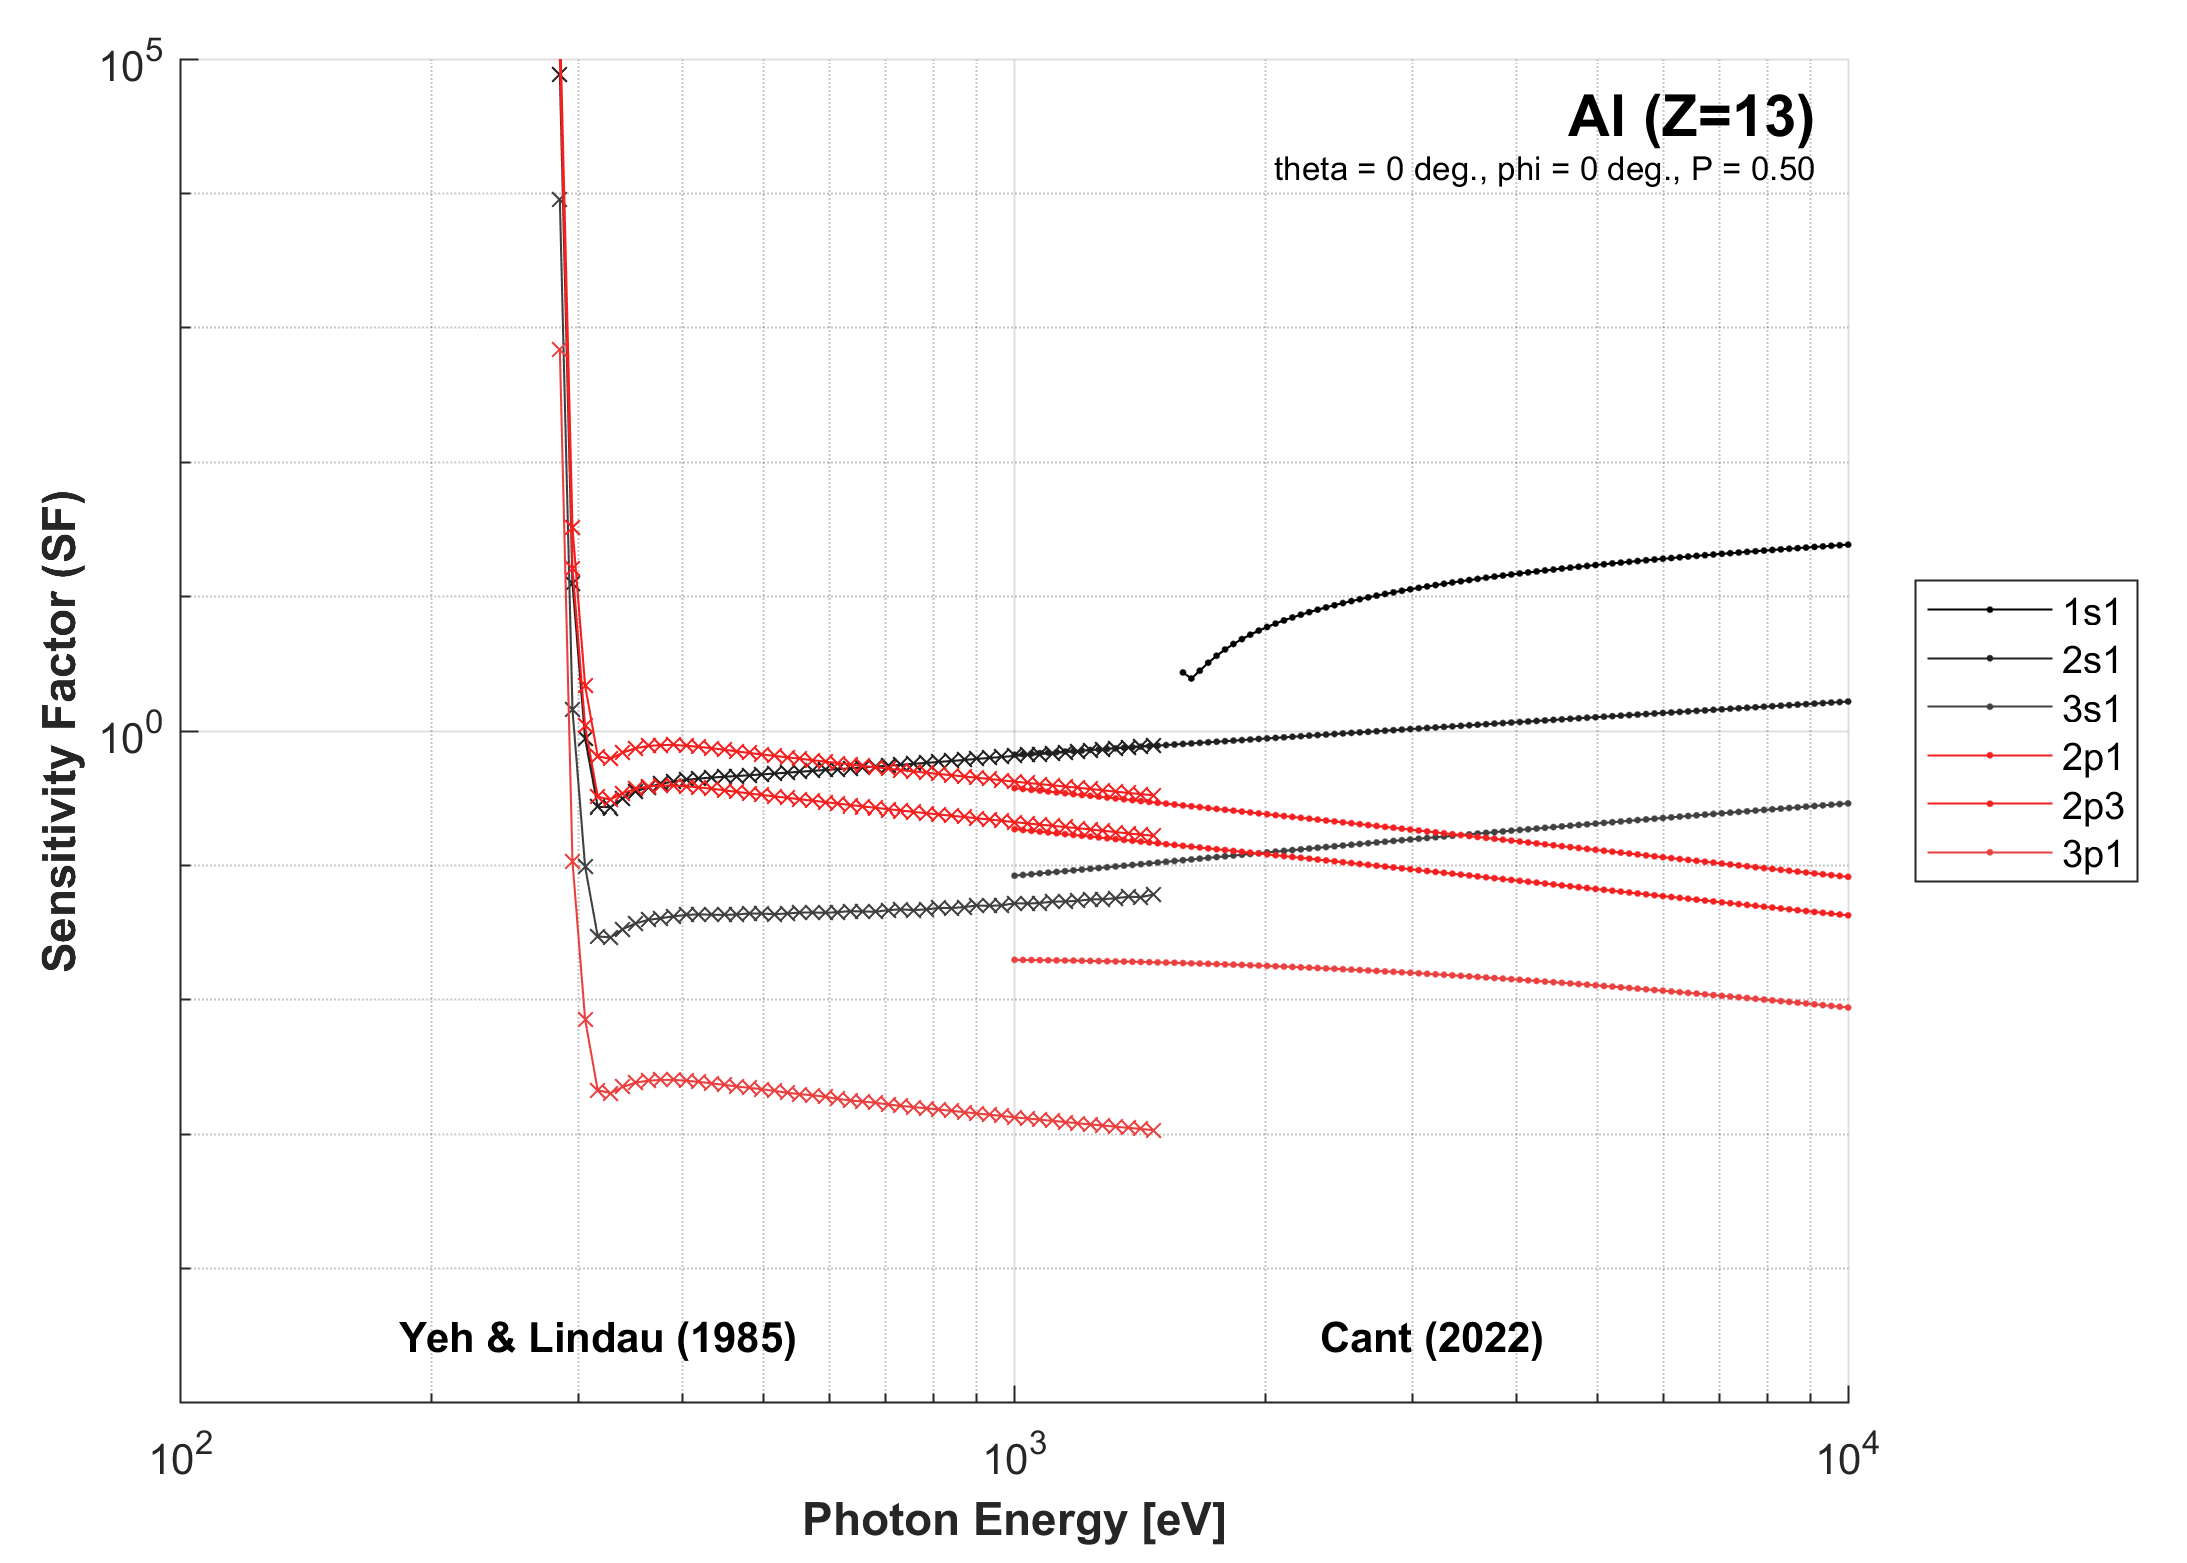 10^5
Al (Z=13)
theta = 0 deg., phi = 0 deg., P = 0.50
Sensitivity Factor (SF)
10^0
1s1
2s1
3s1
2p1
2p3
3p1
Yeh & Lindau (1985)
Cant (2022)
10^2
10^3
10^4
Photon Energy [eV]